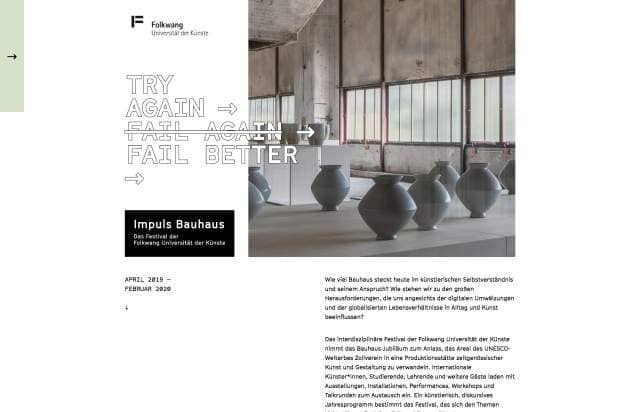 Folkwang
Universität der Künste
TRY
AGAIN →
FAIL AGAIN →
FAIL BETTER
→
Impuls Bauhaus
Das Festival der
Folkwang Universität der Künste
APRIL 2019 –
FEBRUAR 2020
↓
Wie viel Bauhaus steckt heute im künstlerischen Selbstverständnis
und seinem Anspruch? Wie stehen wir zu den großen
Herausforderungen, die uns angesichts der digitalen Umwälzungen
und der globalisierten Lebensverhältnisse in Alltag und Kunst
beeinflussen?
Das interdisziplinäre Festival der Folkwang Universität der Künste
nimmt das Bauhaus-Jubiläum zum Anlass, das Areal des UNESCO-
Welterbes Zollverein in eine Produktionsstätte zeitgenössischer
Kunst und Gestaltung zu verwandeln. Internationale
Künstler*innen, Studierende, Lehrende und weitere Gäste laden mit
Ausstellungen, Installationen, Performances, Workshops und
Talkrunden zum Austausch ein. Ein künstlerisch, diskursives
Jahresprogramm bestimmt das Festival, das sich den Themen